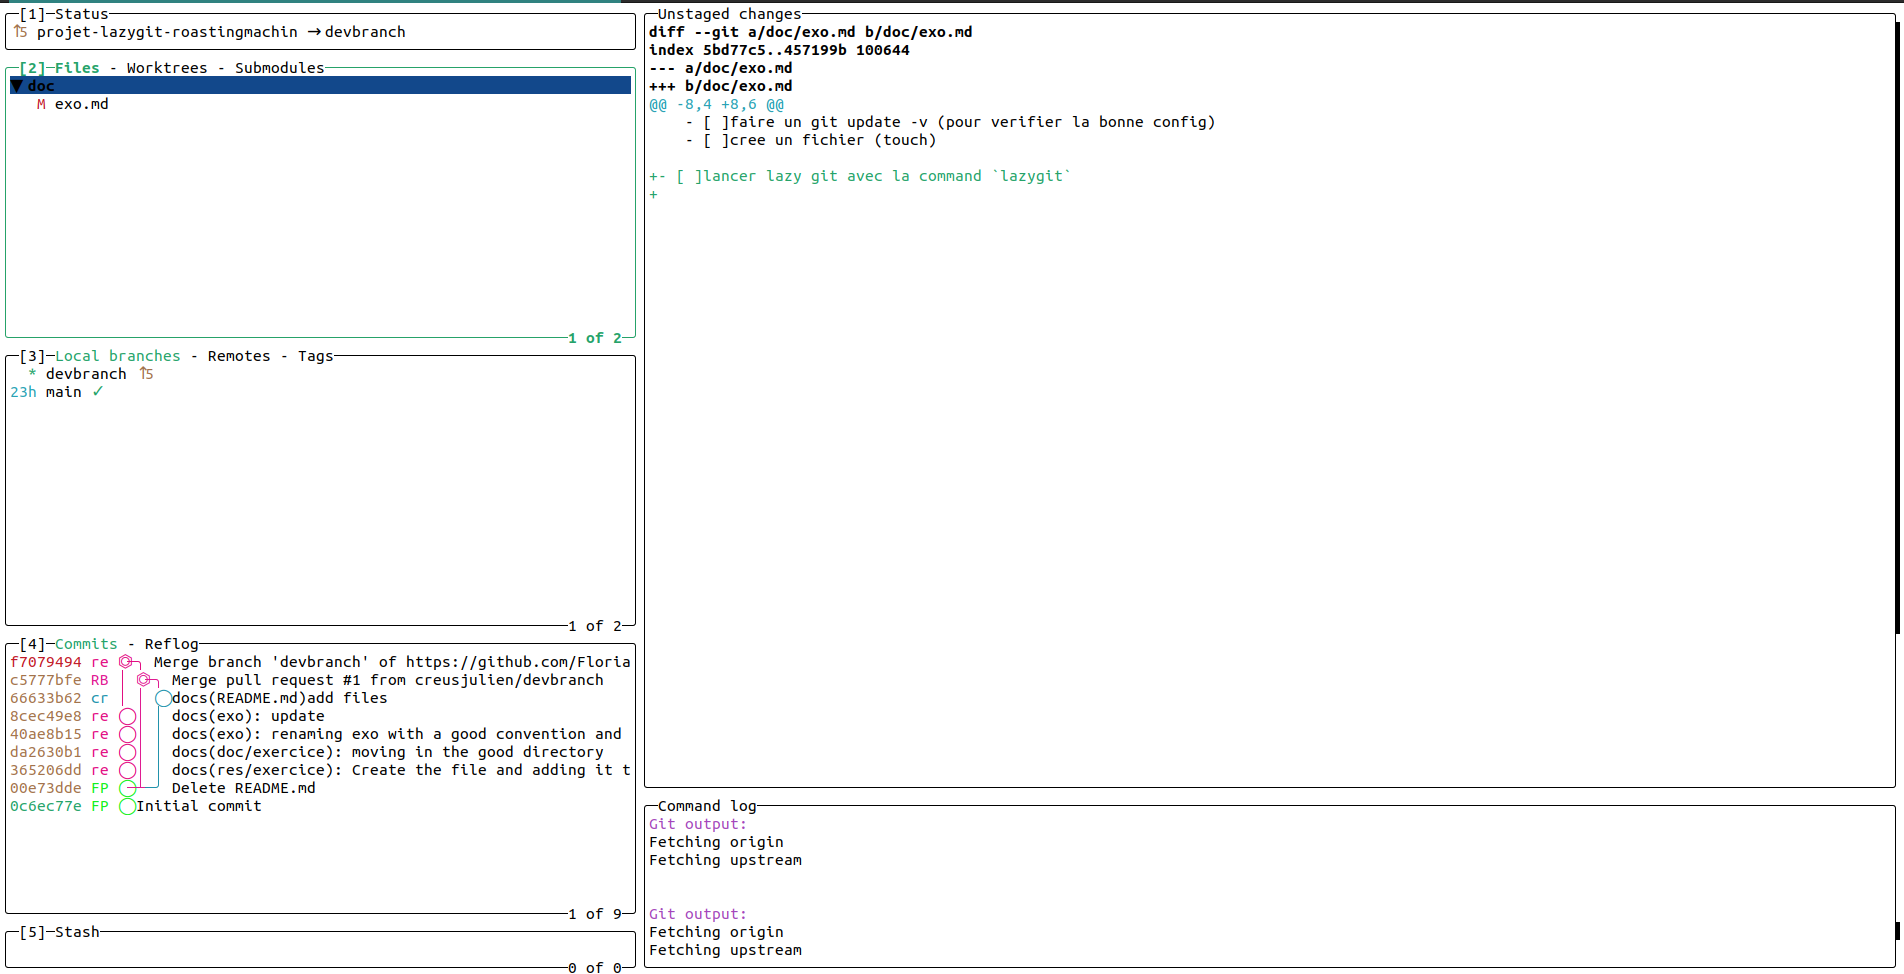 [1] Status
↑5 projet-lazygit-roastingmachin → devbranch
[2] Files - Worktrees - Submodules
▼ doc
M exo.md
1 of 2
[3] Local branches - Remotes - Tags
* devbranch ↑5
23h main ✓
1 of 2
[4] Commits - Reflog
f7079494 re Merge branch 'devbranch' of https://github.com/Floria
c5777bfe RB Merge pull request #1 from creusjulien/devbranch
66633b62 cr docs(README.md)add files
8cec49e8 re docs(exo): update
40ae8b15 re docs(exo): renaming exo with a good convention and
da2630b1 re docs(doc/exercice): moving in the good directory
365206dd re docs(res/exercice): Create the file and adding it t
00e73dde FP Delete README.md
0c6ec77e FP Initial commit
1 of 9
[5] Stash
0 of 0
Unstaged changes
diff --git a/doc/exo.md b/doc/exo.md
index 5bd77c5..457199b 100644
--- a/doc/exo.md
+++ b/doc/exo.md
@@ -8,4 +8,6 @@
- [ ]faire un git update -v (pour verifier la bonne config)
- [ ]cree un fichier (touch)
+- [ ]lancer lazy git avec la command `lazygit`
+
Command log
Git output:
Fetching origin
Fetching upstream
Git output:
Fetching origin
Fetching upstream